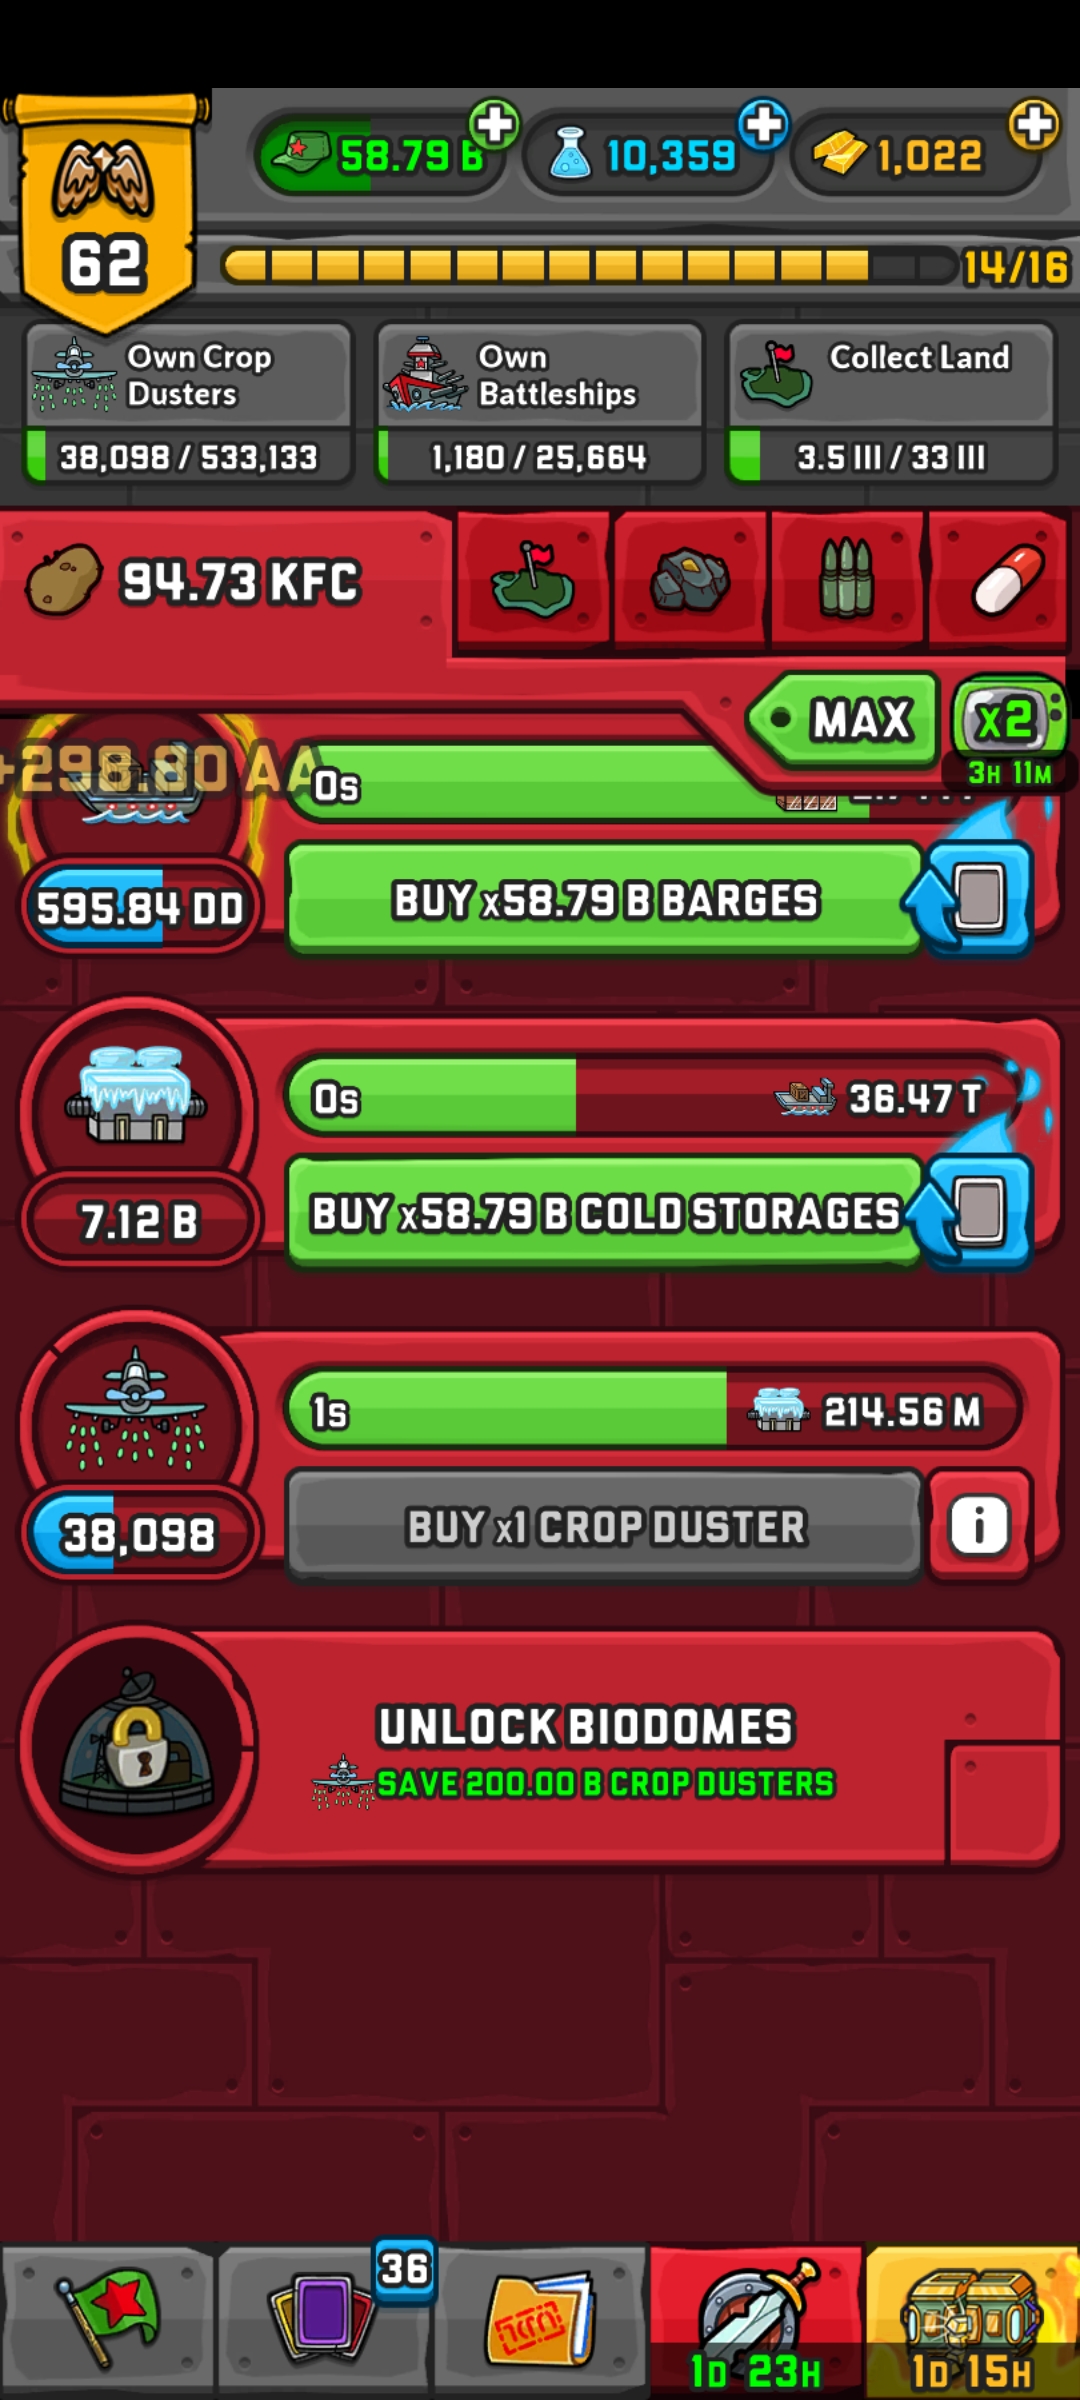 58.79 B
10,359
1,022
62
14/16
Own Crop
Dusters
Own
Battleships
Collect Land
38,098 / 533,133
1,180 / 25,664
3.5 III / 33 III
94.73 KFC
MAX
x2
3H 11M
+298.80 AA
0s
595.84 DD
BUY x58.79 B BARGES
0s
36.47 T
7.12 B
BUY x58.79 B COLD STORAGES
1s
214.56 M
38,098
BUY x1 CROP DUSTER
i
UNLOCK BIODOMES
SAVE 200.00 B CROP DUSTERS
36
1D 23H
1D 15H